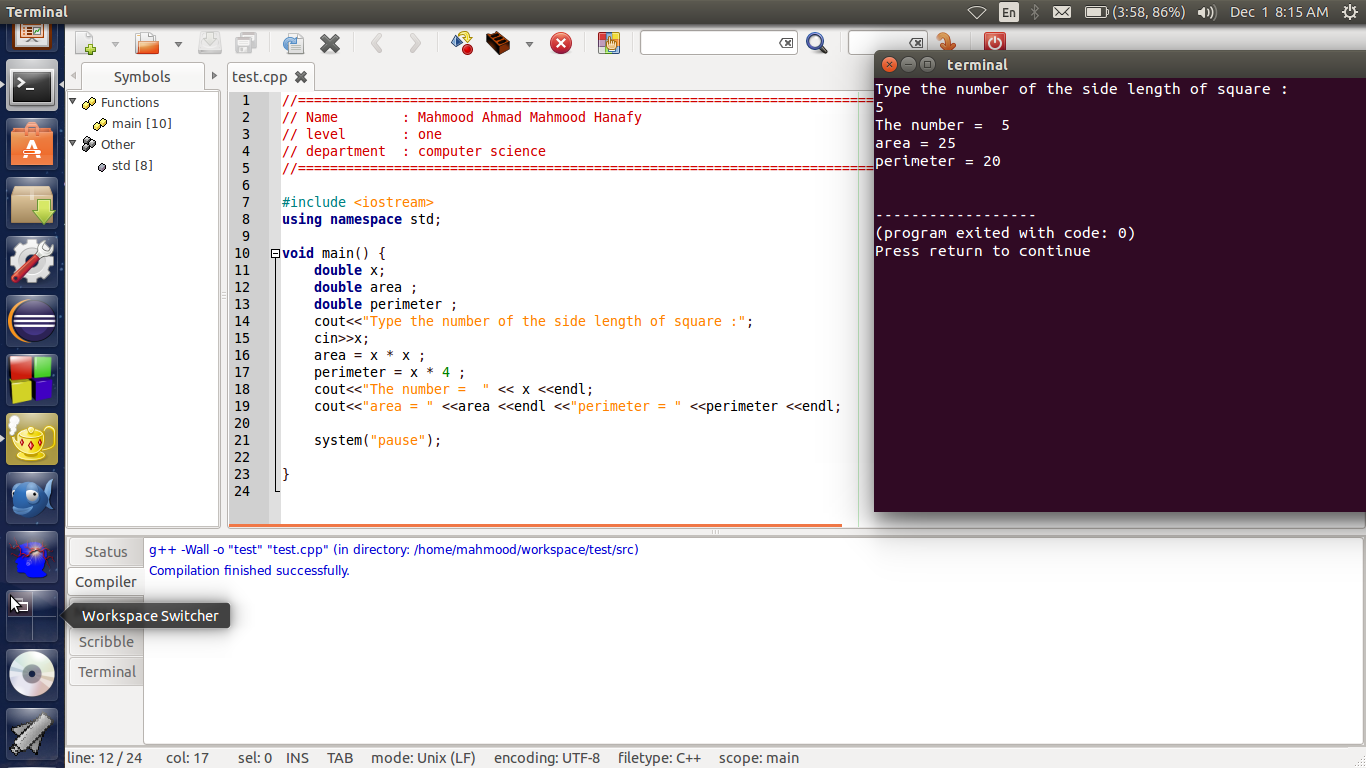 Terminal
En
(3:58, 86%)
Dec 1 8:15 AM
Symbols
test.cpp
Functions
main [10]
Other
std [8]
1 //======================================================================
2 // Name        : Mahmood Ahmad Mahmood Hanafy
3 // level       : one
4 // department  : computer science
5 //======================================================================
6
7 #include <iostream>
8 using namespace std;
9
10 void main() {
11     double x;
12     double area ;
13     double perimeter ;
14     cout<<"Type the number of the side length of square :";
15     cin>>x;
16     area = x * x ;
17     perimeter = x * 4 ;
18     cout<<"The number =  " << x <<endl;
19     cout<<"area = " <<area <<endl <<"perimeter = " <<perimeter <<endl;
20
21     system("pause");
22
23 }
24
terminal
Type the number of the side length of square :
5
The number =  5
area = 25
perimeter = 20
------------------
(program exited with code: 0)
Press return to continue
Status
Compiler
Scribble
Terminal
g++ -Wall -o "test" "test.cpp" (in directory: /home/mahmood/workspace/test/src)
Compilation finished successfully.
Workspace Switcher
line: 12 / 24 col: 17 sel: 0 INS TAB mode: Unix (LF) encoding: UTF-8 filetype: C++ scope: main